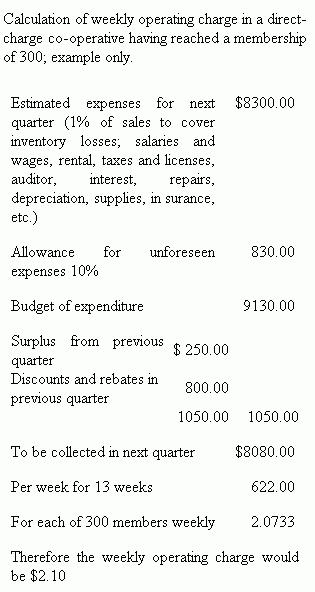 Calculation of weekly operating charge in a direct-
charge co-operative having reached a membership
of 300; example only.
Estimated expenses for next $8300.00
quarter (1% of sales to cover
inventory losses; salaries and
wages, rental, taxes and licenses,
auditor, interest, repairs,
depreciation, supplies, in surance,
etc.)
Allowance for unforeseen 830.00
expenses 10%
Budget of expenditure 9130.00
Surplus from previous $ 250.00
quarter
Discounts and rebates in 800.00
previous quarter
1050.00 1050.00
To be collected in next quarter $8080.00
Per week for 13 weeks 622.00
For each of 300 members weekly 2.0733
Therefore the weekly operating charge would
be $2.10